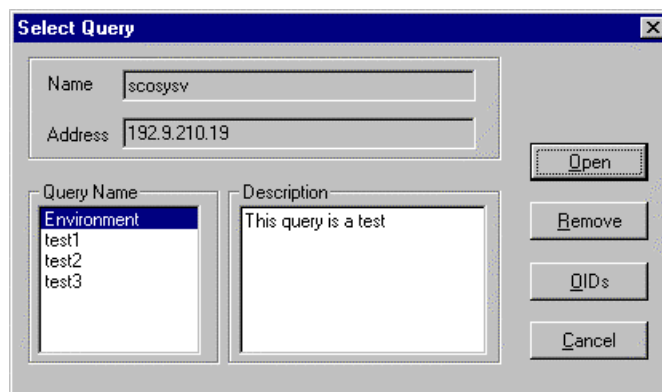 Select Query
Name
scosysv
Address
192.9.210.19
Query Name
Environment
test1
test2
test3
Description
This query is a test
Open
Remove
OIDs
Cancel